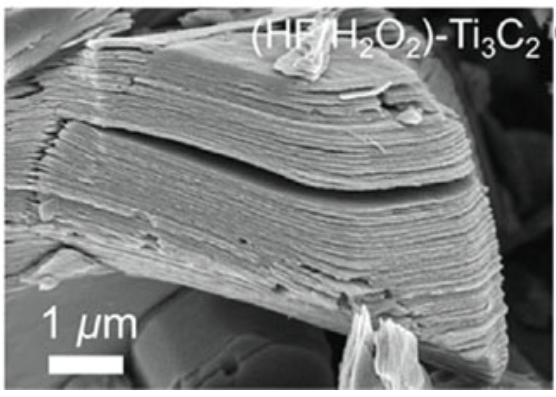 (HF/H₂O₂)-Ti₃C₂
1 μm